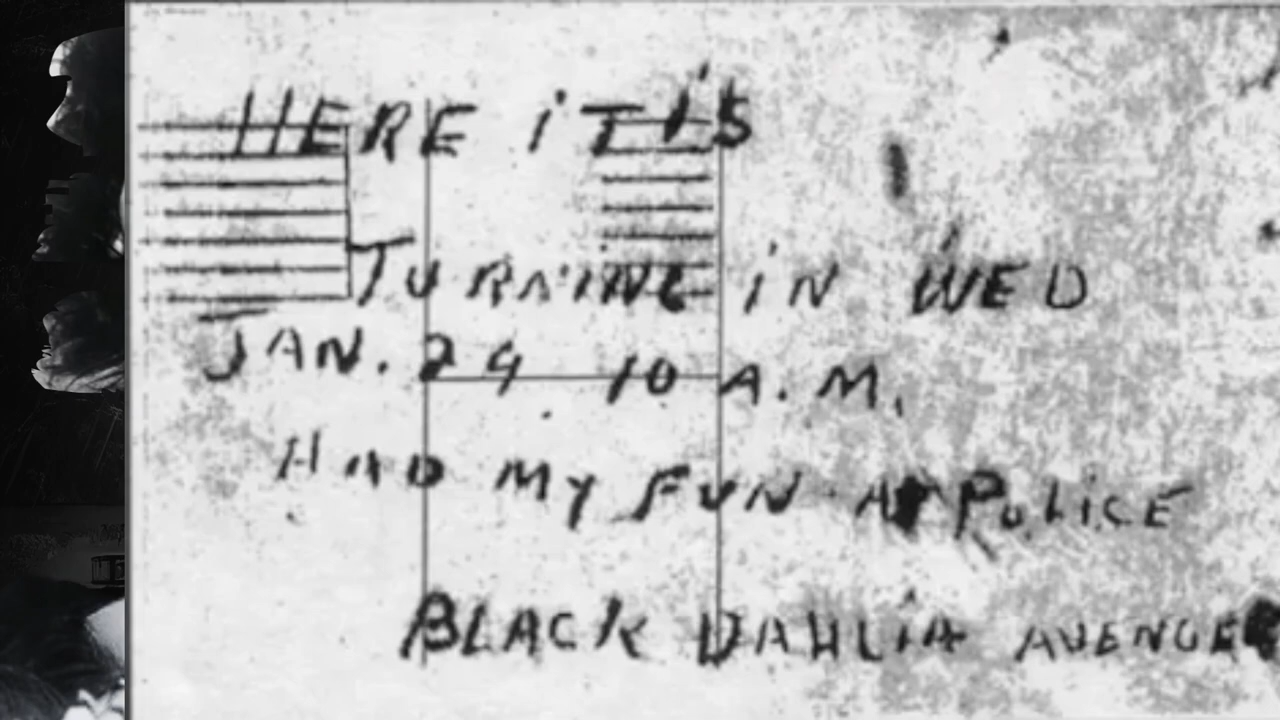 HERE iT iS
TURNiNG iN WED
JAN. 29 10 A.M.
HAD MY FUN AT POLiCE
BLACK DAHLiA AVENGER